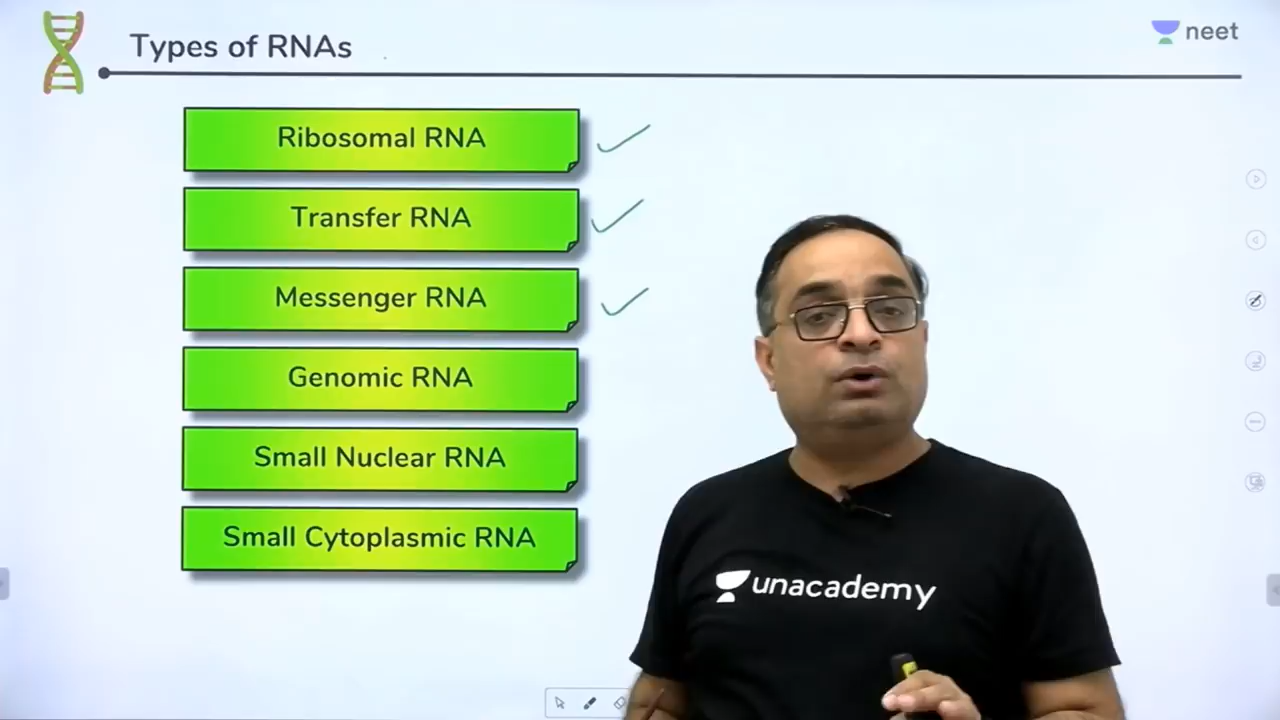 Types of RNAs
neet
Ribosomal RNA
Transfer RNA
Messenger RNA
Genomic RNA
Small Nuclear RNA
Small Cytoplasmic RNA
unacademy